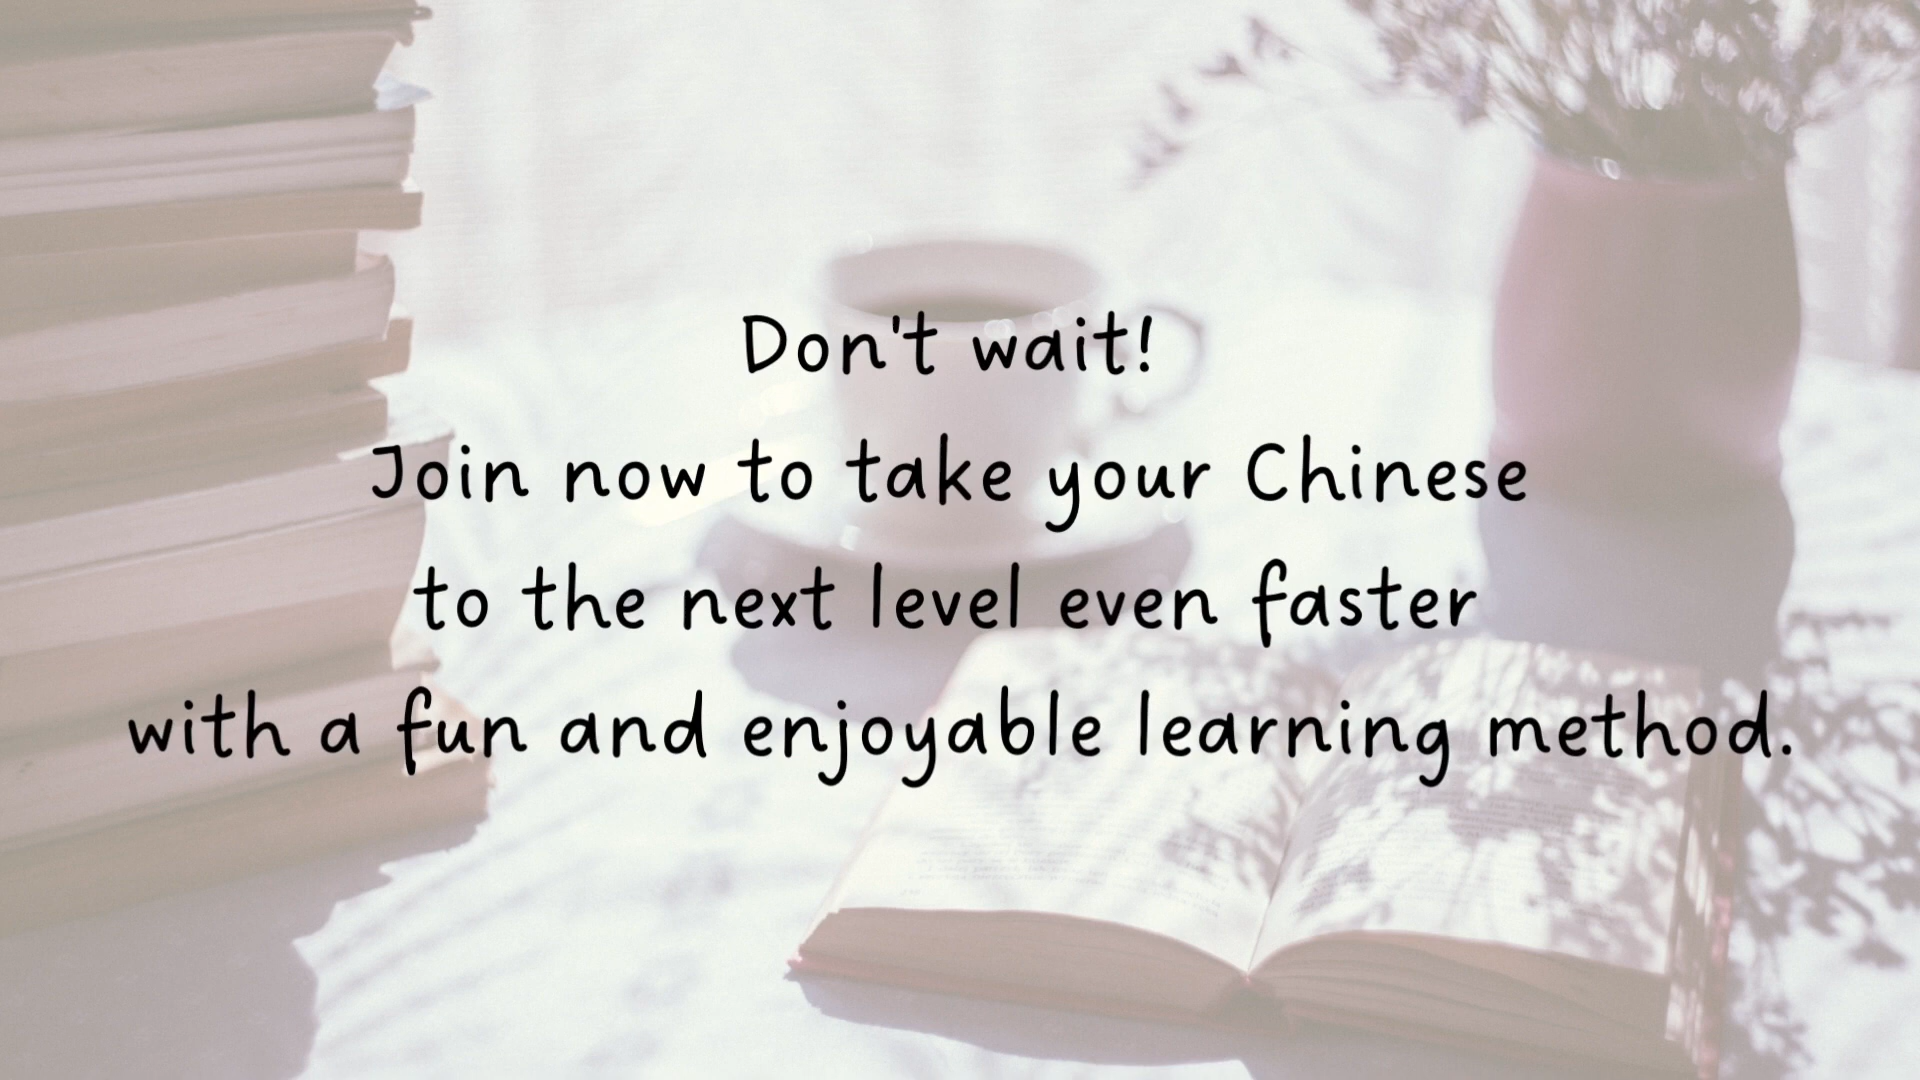 Don't wait!
Join now to take your Chinese
to the next level even faster
with a fun and enjoyable learning method.